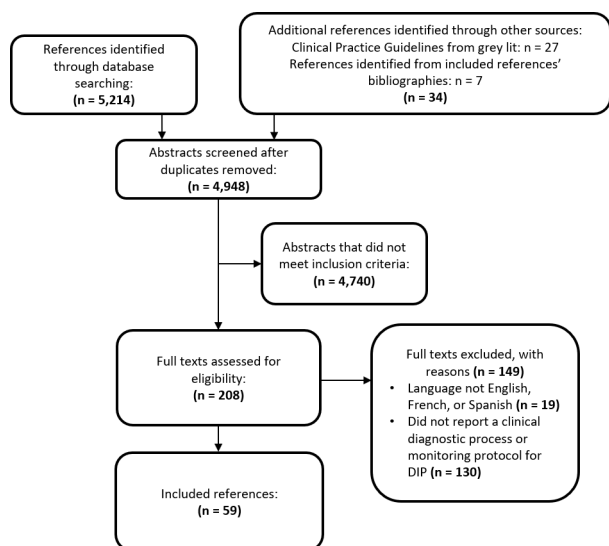 References identified
through database
searching:
(n = 5,214)
Additional references identified through other sources:
Clinical Practice Guidelines from grey lit: n = 27
References identified from included references’
bibliographies: n = 7
(n = 34)
Abstracts screened after
duplicates removed:
(n = 4,948)
Abstracts that did not
meet inclusion criteria:
(n = 4,740)
Full texts assessed for
eligibility:
(n = 208)
Full texts excluded, with
reasons (n = 149)
• Language not English,
French, or Spanish (n = 19)
• Did not report a clinical
diagnostic process or
monitoring protocol for
DIP (n = 130)
Included references:
(n = 59)